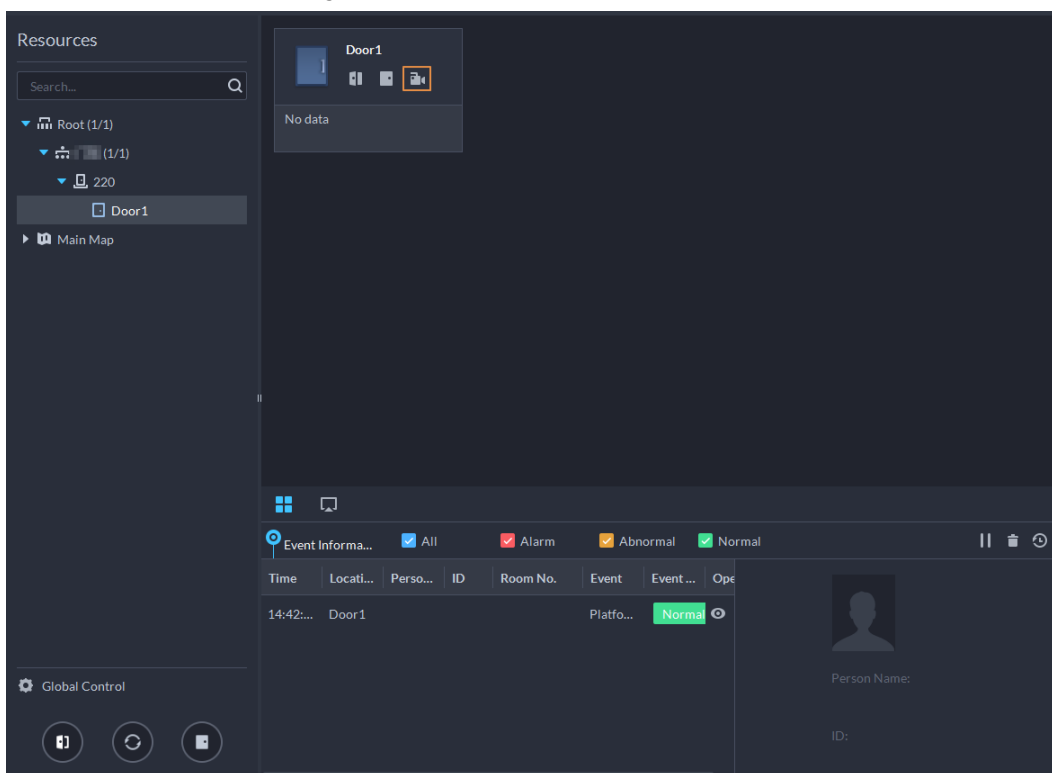 Resources
Search...
Root (1/1)
(1/1)
220
Door1
Main Map
Global Control
Door1
No data
Event Informa...
All
Alarm
Abnormal
Normal
Time Locati... Perso... ID Room No. Event Event ... Ope
14:42:... Door1 Platfo... Normal
Person Name:
ID: